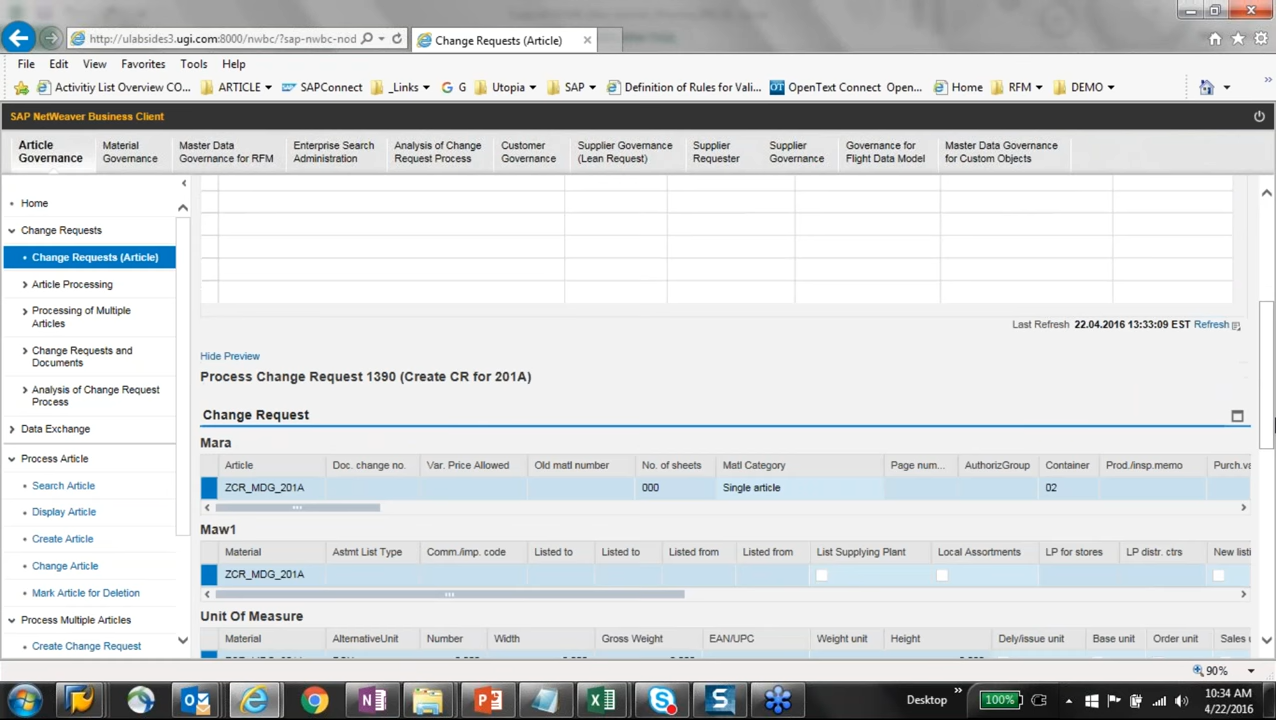 http://ulabsides3.ugi.com:8000/nwbc/?sap-nwbc-nod
Change Requests (Article)
File Edit View Favorites Tools Help
Activitiy List Overview CO... ARTICLE SAPConnect _Links G Utopia SAP Definition of Rules for Vali... OpenText Connect Open... Home RFM DEMO
SAP NetWeaver Business Client
Article Governance
Material Governance
Master Data Governance for RFM
Enterprise Search Administration
Analysis of Change Request Process
Customer Governance
Supplier Governance (Lean Request)
Supplier Requester
Supplier Governance
Governance for Flight Data Model
Master Data Governance for Custom Objects
Home
Change Requests
Change Requests (Article)
Article Processing
Processing of Multiple
Articles
Change Requests and
Documents
Analysis of Change Request
Process
Data Exchange
Process Article
Search Article
Display Article
Create Article
Change Article
Mark Article for Deletion
Process Multiple Articles
Create Change Request
Last Refresh 22.04.2016 13:33:09 EST Refresh
Hide Preview
Process Change Request 1390 (Create CR for 201A)
Change Request
Mara
Article Doc. change no. Var. Price Allowed Old matl number No. of sheets Matl Category Page num... AuthorizGroup Container Prod./insp.memo Purch.va
ZCR_MDG_201A 000 Single article 02
Maw1
Material Astmt List Type Comm./imp. code Listed to Listed to Listed from Listed from List Supplying Plant Local Assortments LP for stores LP distr. ctrs New listi
ZCR_MDG_201A
Unit Of Measure
Material AlternativeUnit Number Width Gross Weight EAN/UPC Weight unit Height Dely/issue unit Base unit Order unit Sales u
90%
Desktop 100% 10:34 AM
4/22/2016